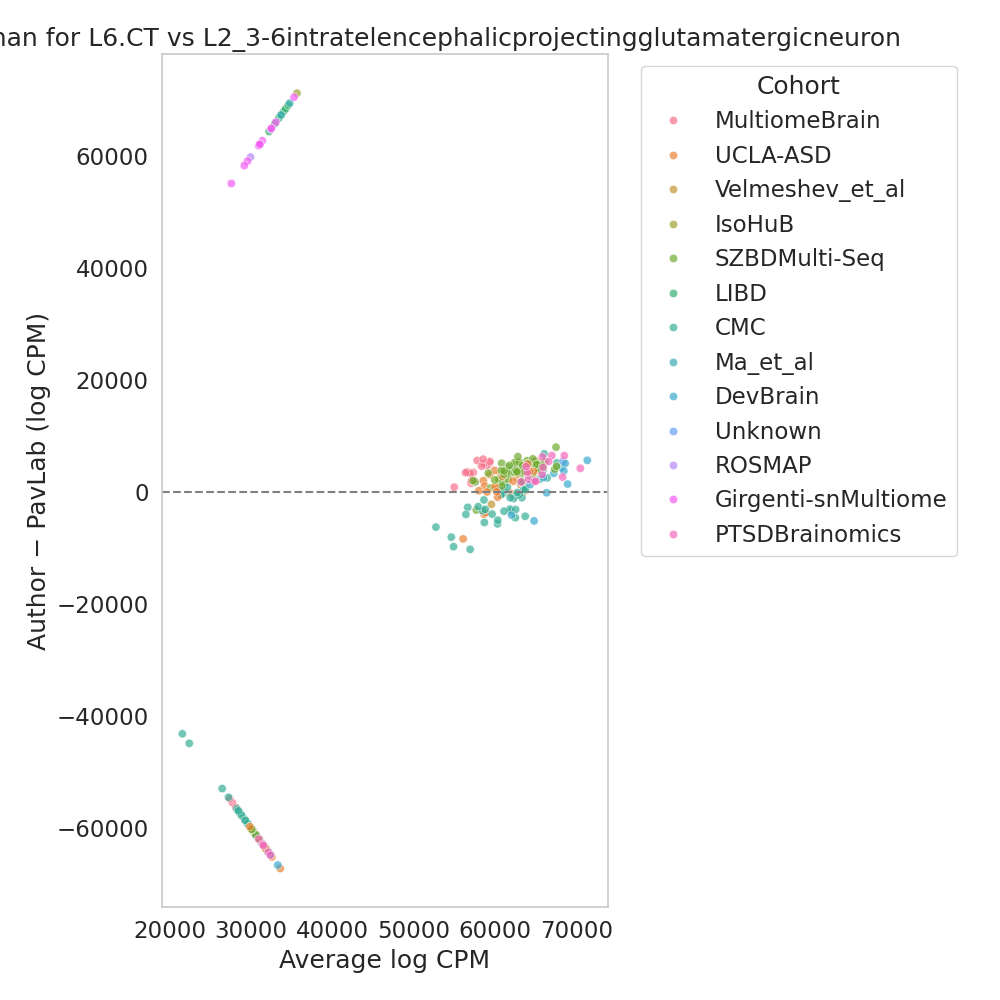 for L6.CT vs L2_3-6intratelencephalicprojectingglutamatergicneuron
Cohort
MultiomeBrain
UCLA-ASD
Velmeshev_et_al
IsoHuB
SZBDMulti-Seq
LIBD
CMC
Ma_et_al
DevBrain
Unknown
ROSMAP
Girgenti-snMultiome
PTSDBrainomics
Author − PavLab (log CPM)
60000
40000
20000
0
−20000
−40000
−60000
20000 30000 40000 50000 60000 70000
Average log CPM